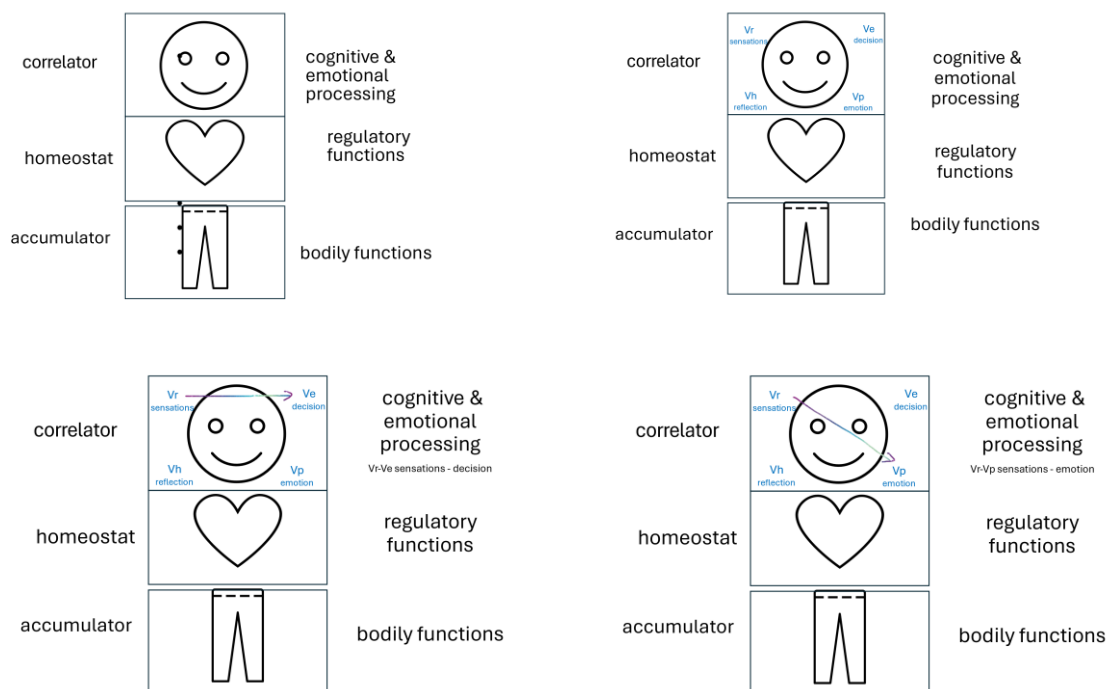 correlator
cognitive &
emotional
processing
homeostat
regulatory
functions
accumulator
bodily functions
Vr
sensations
Ve
decision
Vh
reflection
Vp
emotion
correlator
cognitive &
emotional
processing
homeostat
regulatory
functions
accumulator
bodily functions
Vr
sensations
Ve
decision
Vh
reflection
Vp
emotion
correlator
cognitive &
emotional
processing
Vr-Ve sensations - decision
homeostat
regulatory
functions
accumulator
bodily functions
Vr
sensations
Ve
decision
Vh
reflection
Vp
emotion
correlator
cognitive &
emotional
processing
Vr-Vp sensations - emotion
homeostat
regulatory
functions
accumulator
bodily functions